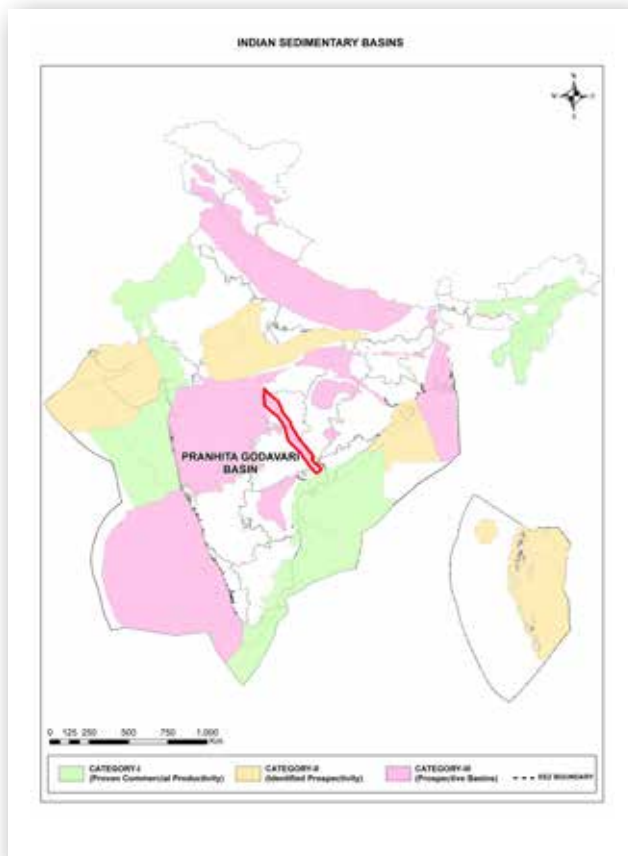 INDIAN SEDIMENTARY BASINS
N
W
E
S
PRANHITA GODAVARI
BASIN
0 125 250 500 750 1,000
Km
CATEGORY-I
(Proven Commercial Productivity)
CATEGORY-II
(Identified Prospectivity)
CATEGORY-III
(Prospective Basins)
EEZ BOUNDARY